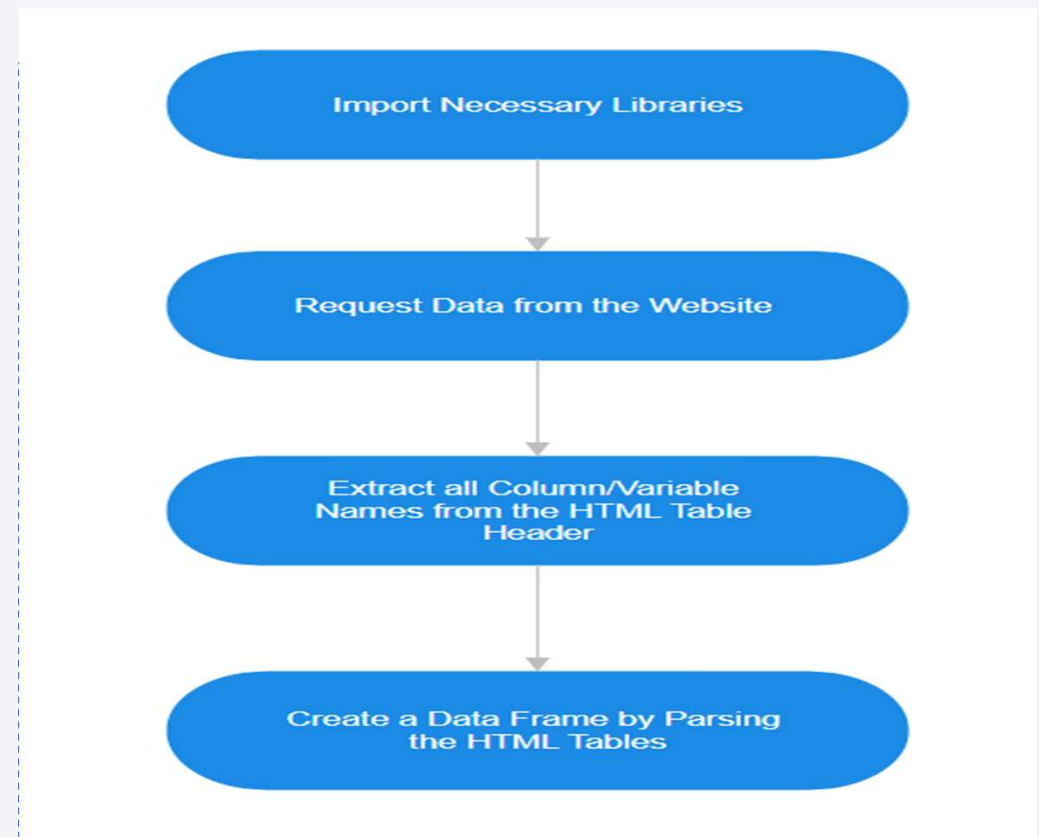 Import Necessary Libraries
Request Data from the Website
Extract all Column/Variable
Names from the HTML Table
Header
Create a Data Frame by Parsing
the HTML Tables